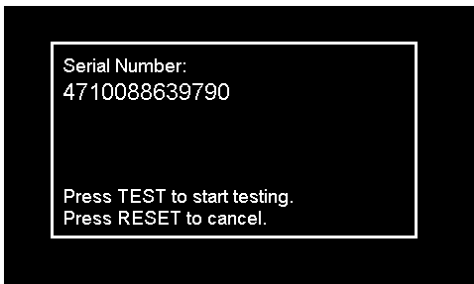 Serial Number:
4710088639790
Press TEST to start testing.
Press RESET to cancel.